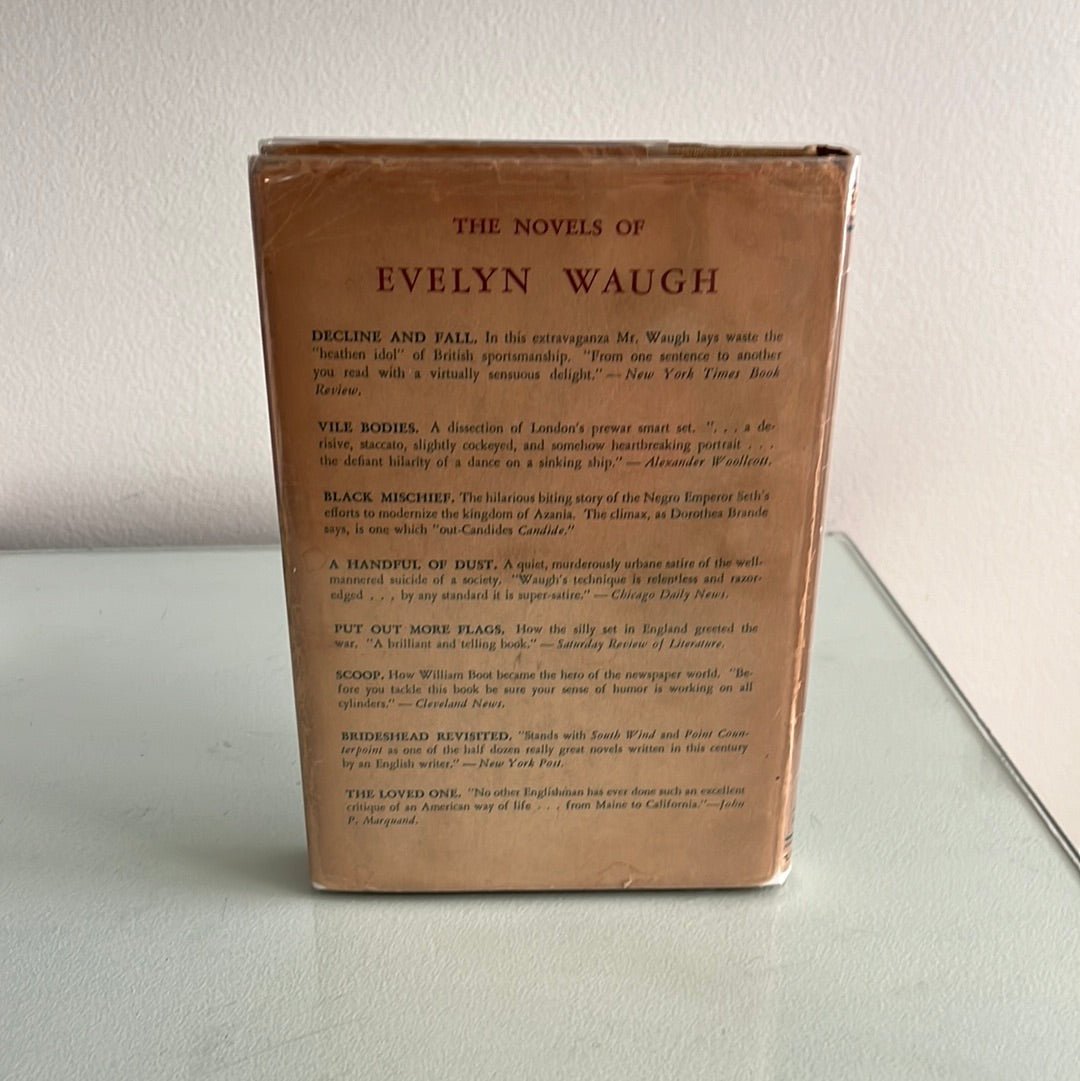 THE NOVELS OF
EVELYN WAUGH
DECLINE AND FALL. In this extravaganza Mr. Waugh lays waste the
"heathen idol" of British sportsmanship. "From one sentence to another
you read with a virtually sensuous delight." — New York Times Book
Review.
VILE BODIES. A dissection of London's prewar smart set. ". . . a de-
risive, staccato, slightly cockeyed, and somehow heartbreaking portrait . . .
the defiant hilarity of a dance on a sinking ship." — Alexander Woollcott.
BLACK MISCHIEF. The hilarious biting story of the Negro Emperor Seth's
efforts to modernize the kingdom of Azania. The climax, as Dorothea Brande
says, is one which "out-Candides Candide."
A HANDFUL OF DUST. A quiet, murderously urbane satire of the well-
mannered suicide of a society. "Waugh's technique is relentless and razor-
edged . . . by any standard it is super-satire." — Chicago Daily News.
PUT OUT MORE FLAGS. How the silly set in England greeted the
war. "A brilliant and telling book." — Saturday Review of Literature.
SCOOP. How William Boot became the hero of the newspaper world. "Be-
fore you tackle this book be sure your sense of humor is working on all
cylinders." — Cleveland News.
BRIDESHEAD REVISITED. "Stands with South Wind and Point Coun-
terpoint as one of the half dozen really great novels written in this century
by an English writer." — New York Post.
THE LOVED ONE. "No other Englishman has ever done such an excellent
critique of an American way of life . . . from Maine to California."—John
P. Marquand.